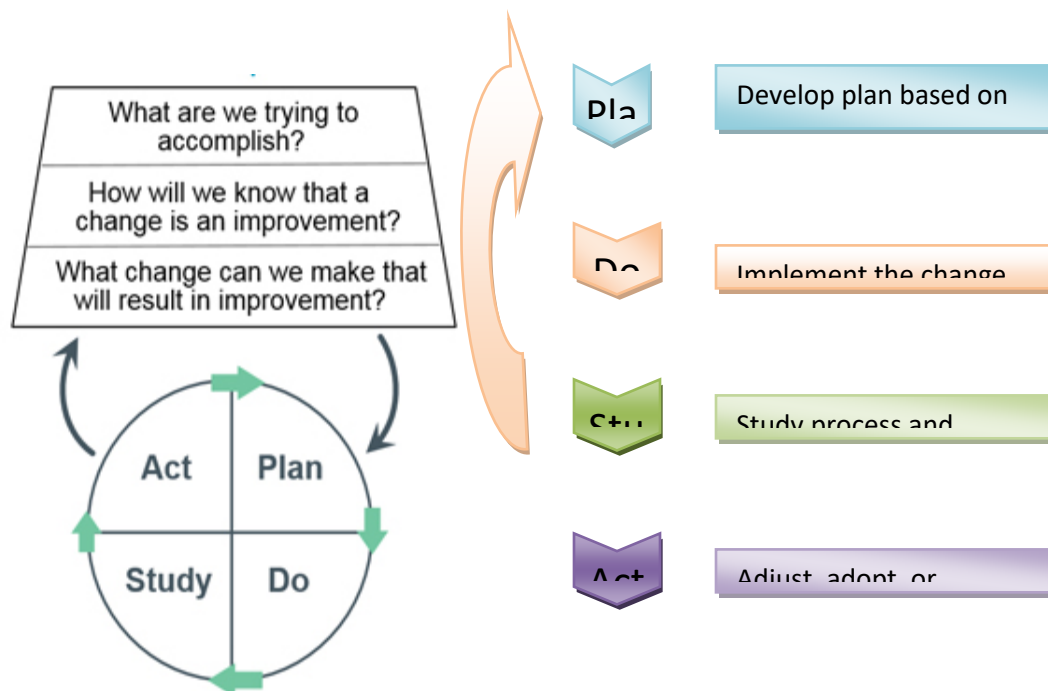 What are we trying to
accomplish?
How will we know that a
change is an improvement?
What change can we make that
will result in improvement?
Act
Plan
Study
Do
Pla
Develop plan based on
Do
Implement the change
Stu
Study process and
Act
Adjust, adopt, or